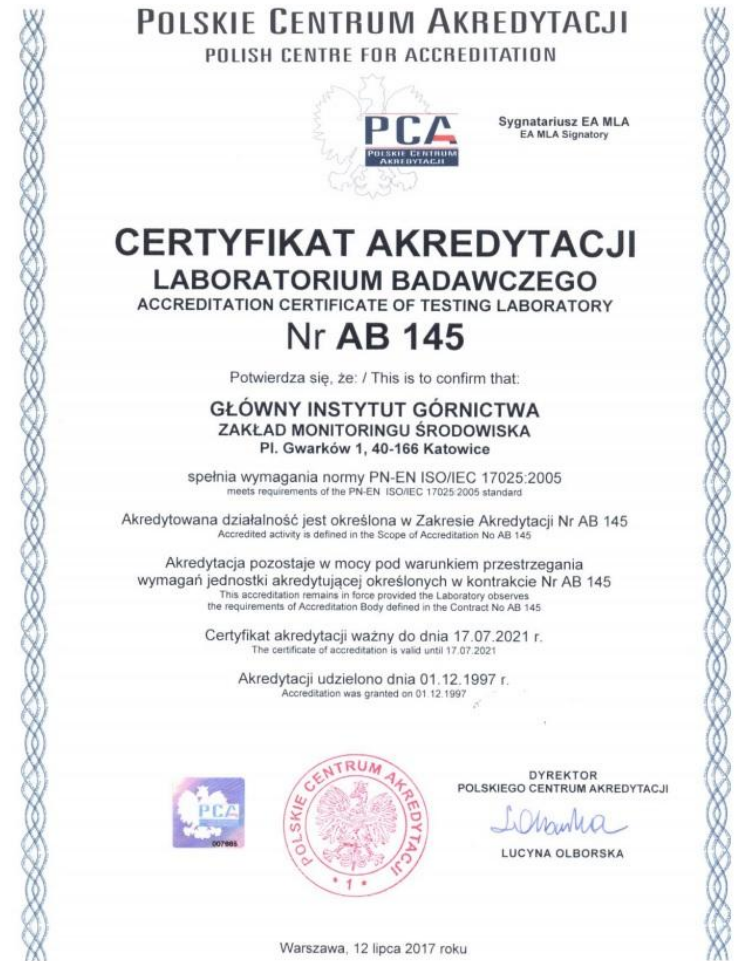 POLSKIE CENTRUM AKREDYTACJI
POLISH CENTRE FOR ACCREDITATION
PCA
POLSKIE CENTRUM
AKREDYTACJI
Sygnatariusz EA MLA
EA MLA Signatory
CERTYFIKAT AKREDYTACJI
LABORATORIUM BADAWCZEGO
ACCREDITATION CERTIFICATE OF TESTING LABORATORY
Nr AB 145
Potwierdza się, że: / This is to confirm that:
GŁÓWNY INSTYTUT GÓRNICTWA
ZAKŁAD MONITORINGU ŚRODOWISKA
Pl. Gwarków 1, 40-166 Katowice
spełnia wymagania normy PN-EN ISO/IEC 17025:2005
meets requirements of the PN-EN ISO/IEC 17025:2005 standard
Akredytowana działalność jest określona w Zakresie Akredytacji Nr AB 145
Accredited activity is defined in the Scope of Accreditation No AB 145
Akredytacja pozostaje w mocy pod warunkiem przestrzegania
wymagań jednostki akredytującej określonych w kontrakcie Nr AB 145
This accreditation remains in force provided the Laboratory observes
the requirements of Accreditation Body defined in the Contract No AB 145
Certyfikat akredytacji ważny do dnia 17.07.2021 r.
The certificate of accreditation is valid until 17.07.2021
Akredytacji udzielono dnia 01.12.1997 r.
Accreditation was granted on 01.12.1997
PCA
POLSKIE CENTRUM AKREDYTACJI
* 1 *
DYREKTOR
POLSKIEGO CENTRUM AKREDYTACJI
LUCYNA OLBORSKA
Warszawa, 12 lipca 2017 roku